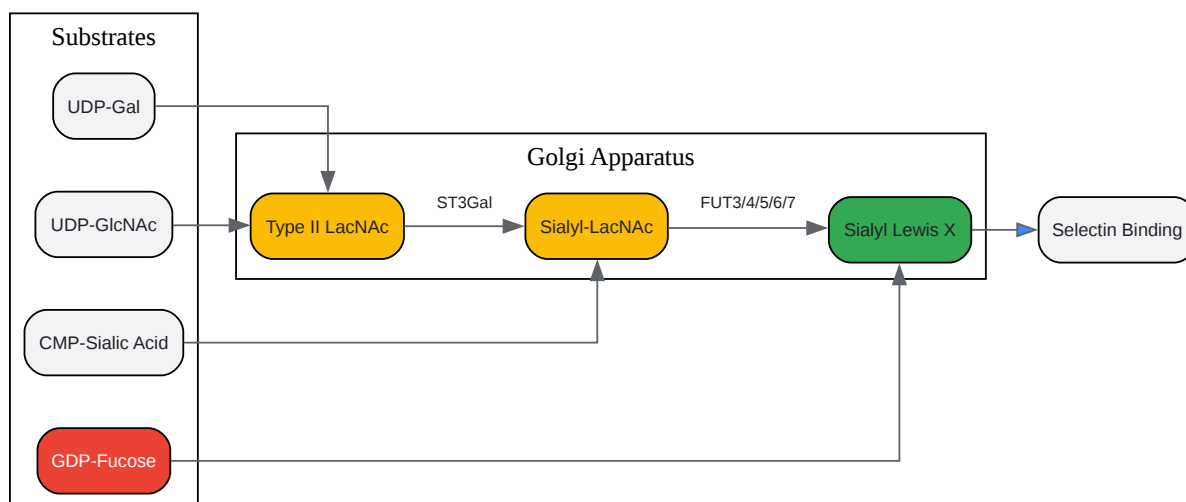 Substrates
UDP-Gal
Golgi Apparatus
UDP-GlcNAc
Type II LacNAc
ST3Gal
Sialyl-LacNAc
FUT3/4/5/6/7
Sialyl Lewis X
Selectin Binding
CMP-Sialic Acid
GDP-Fucose